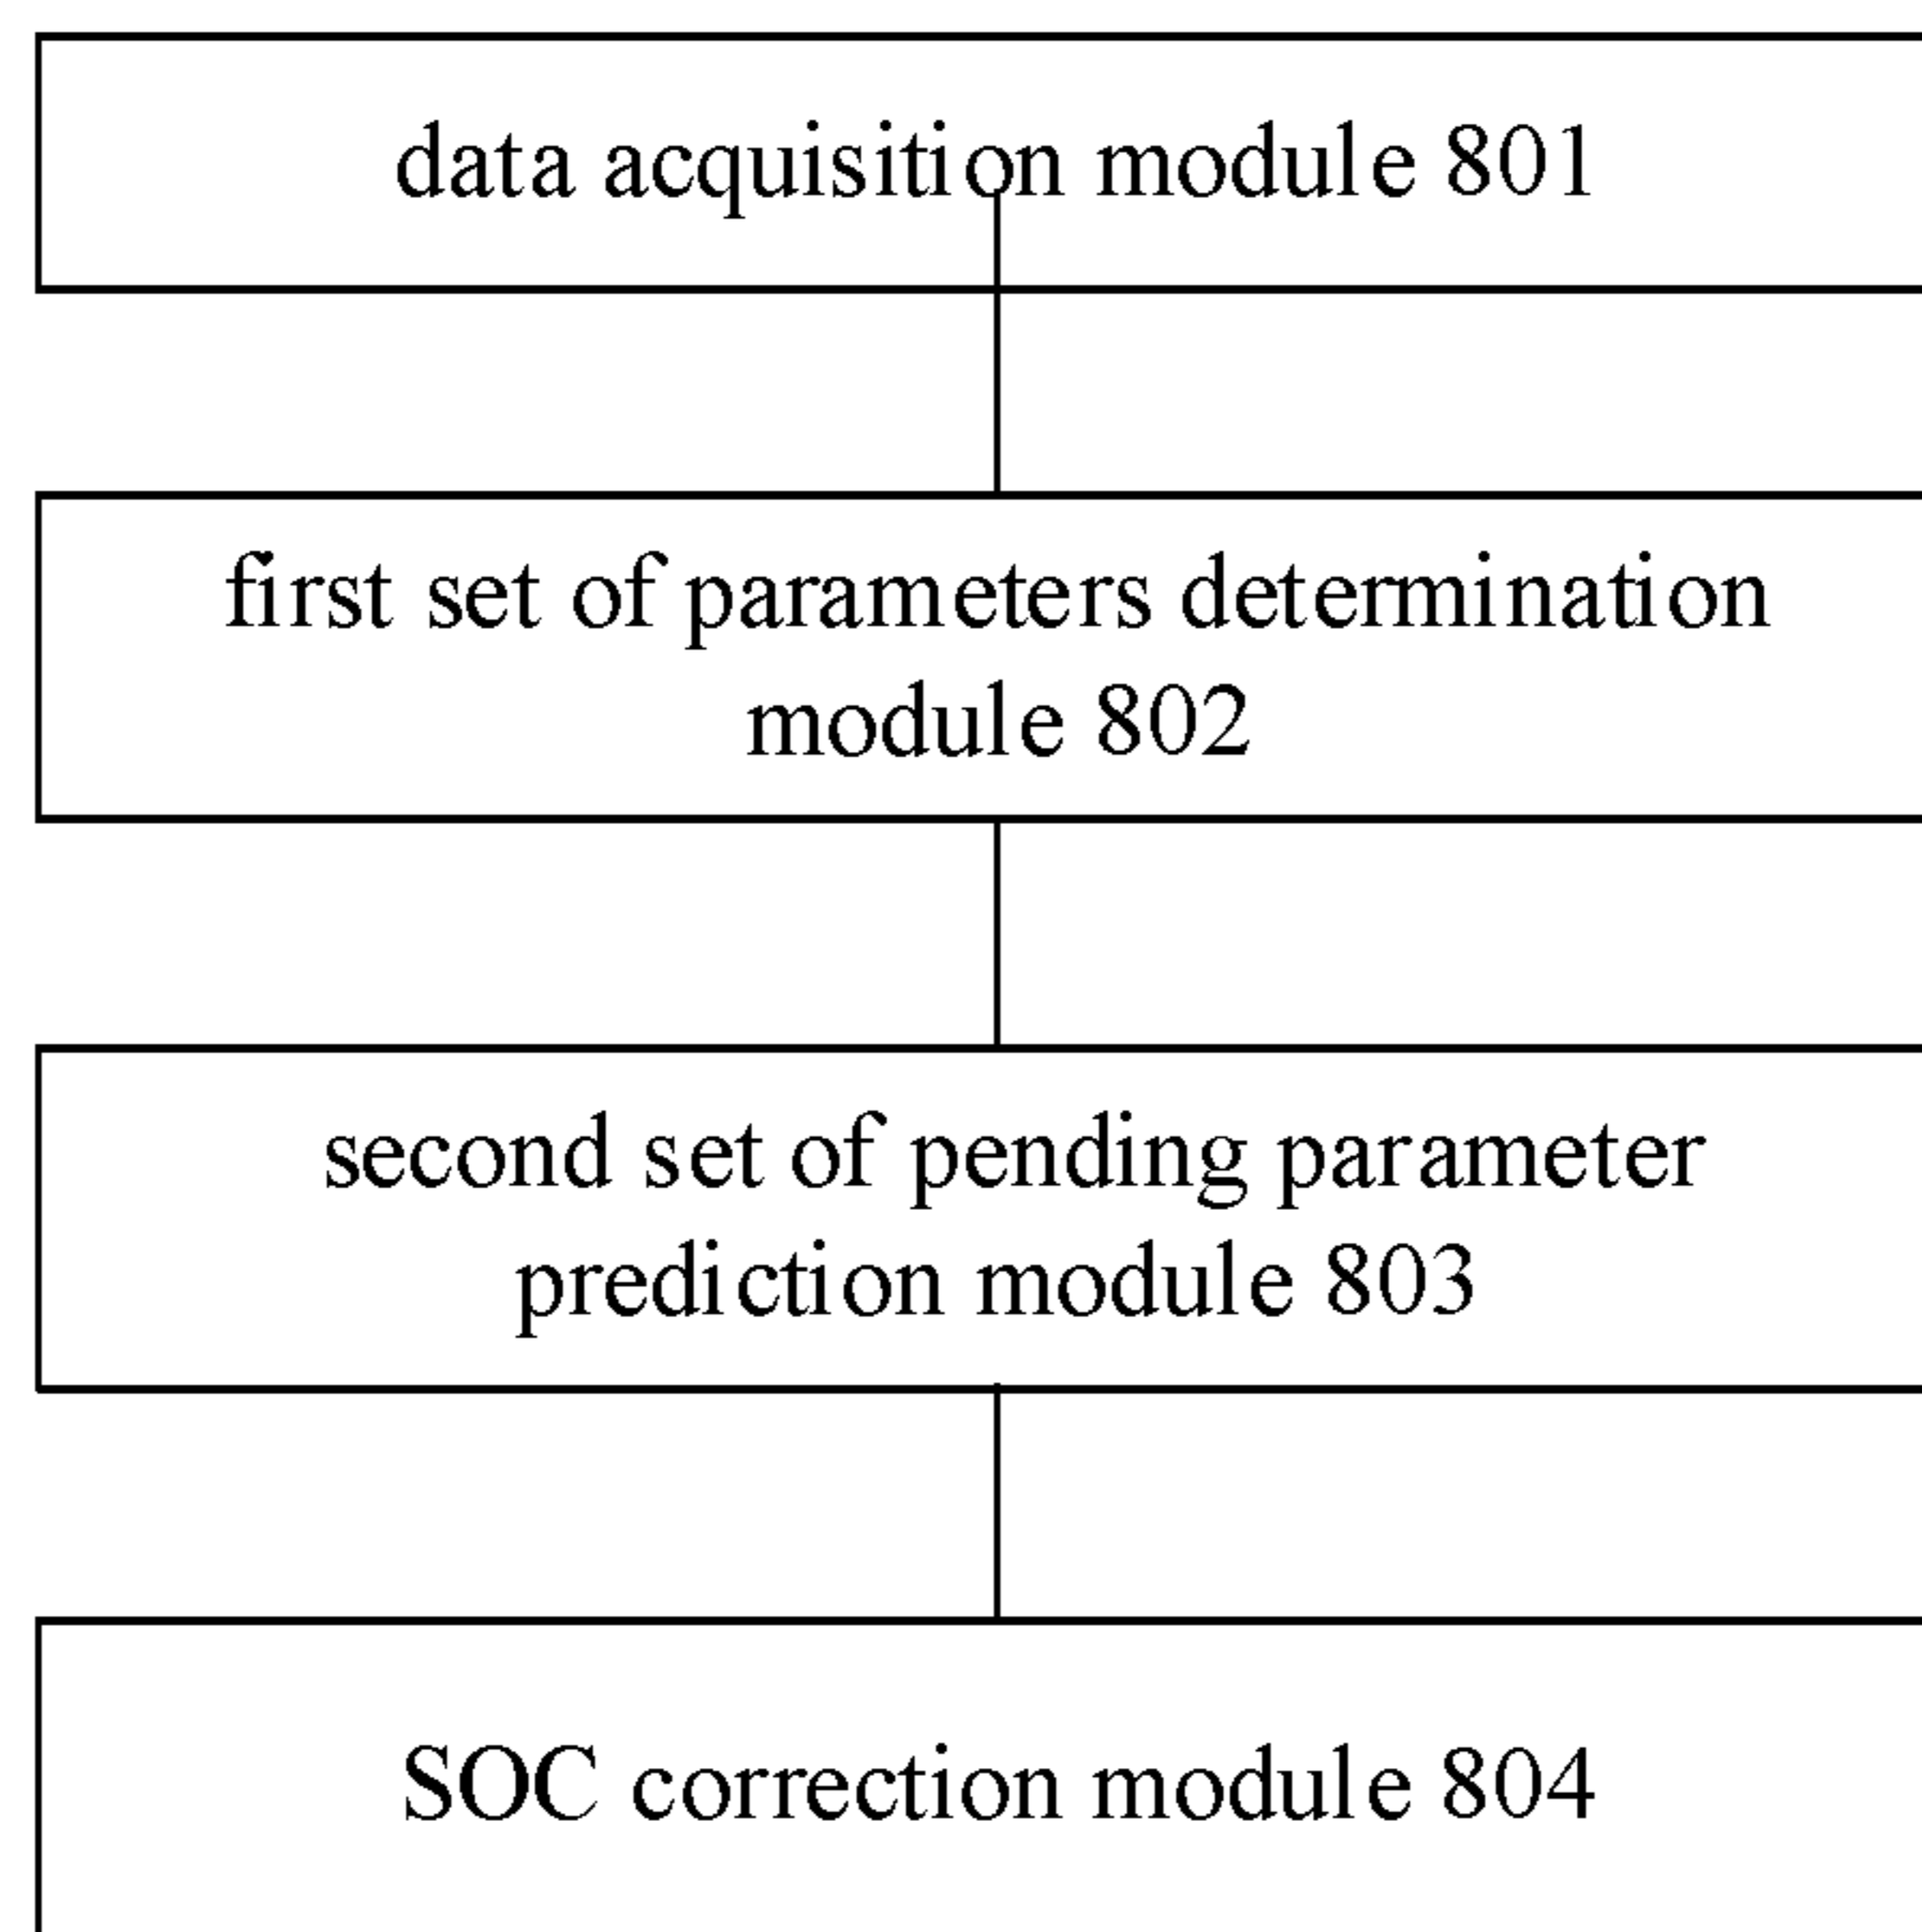 data acquisition module 801
first set of parameters determination
module 802
second set of pending parameter
prediction module 803
SOC correction module 804